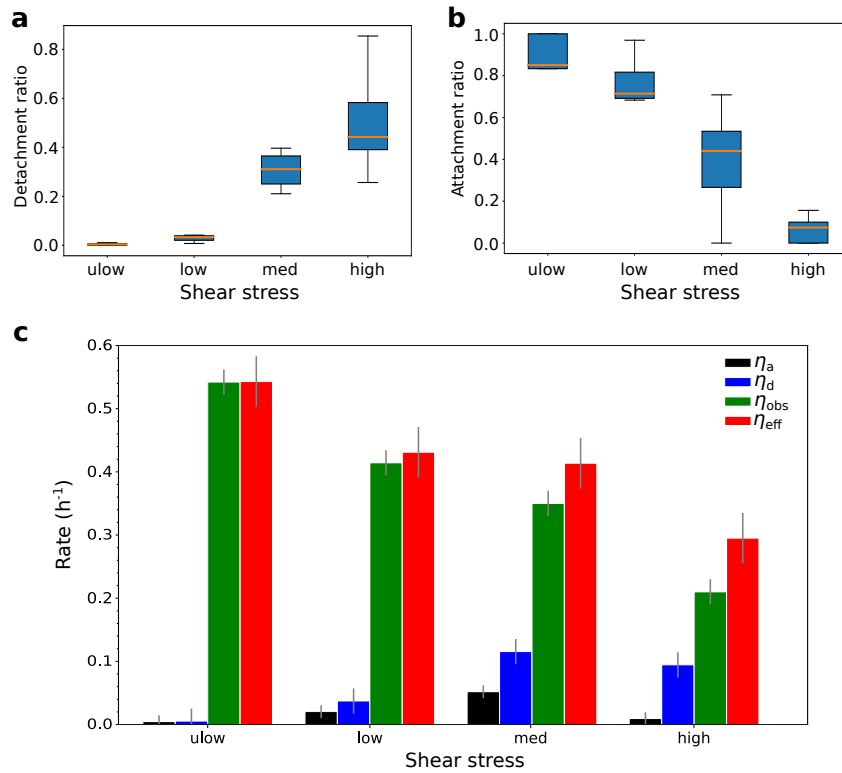 a
Detachment ratio
0.8
0.6
0.4
0.2
0.0
ulow low med high
Shear stress
b
Attachment ratio
1.0
0.8
0.6
0.4
0.2
0.0
ulow low med high
Shear stress
c
Rate (h⁻¹)
0.6
0.5
0.4
0.3
0.2
0.1
0.0
ηa
ηd
ηobs
ηeff
ulow low med high
Shear stress